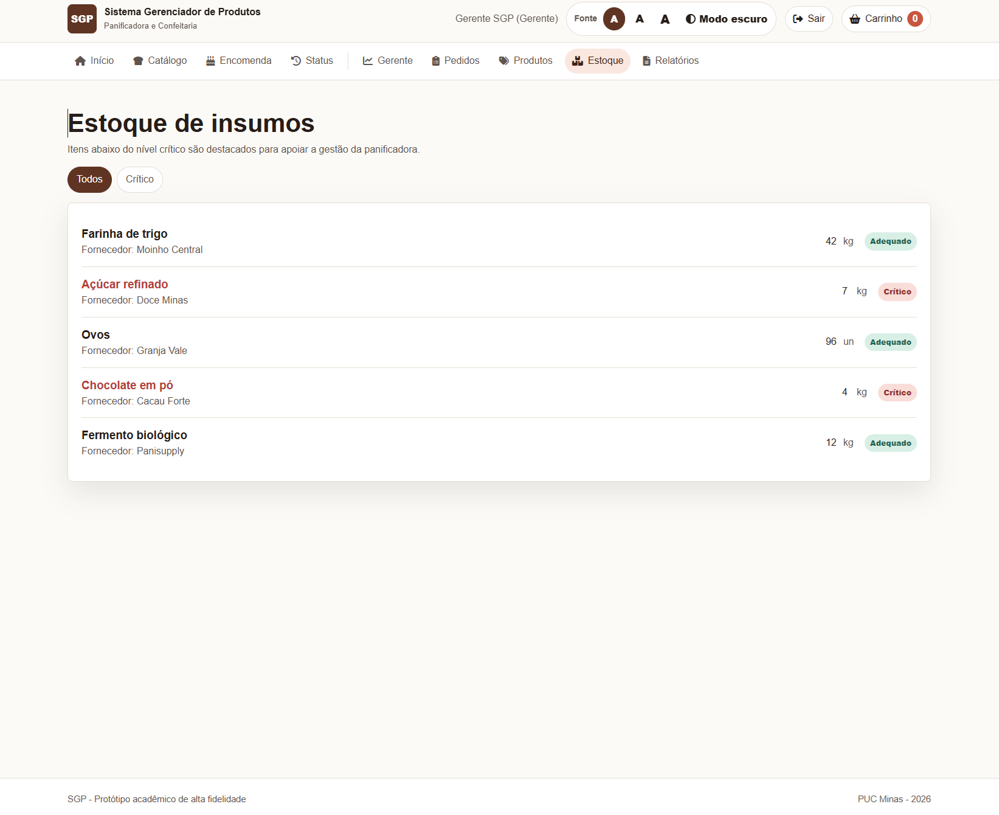 SGP
Sistema Gerenciador de Produtos
Panificadora e Confeitaria
Gerente SGP (Gerente)
Fonte A A A Modo escuro
Sair
Carrinho 0
Início Catálogo Encomenda Status Gerente Pedidos Produtos Estoque Relatórios
Estoque de insumos
Itens abaixo do nível crítico são destacados para apoiar a gestão da panificadora.
Todos Crítico
Farinha de trigo
Fornecedor: Moinho Central
42 kg Adequado
Açúcar refinado
Fornecedor: Doce Minas
7 kg Crítico
Ovos
Fornecedor: Granja Vale
96 un Adequado
Chocolate em pó
Fornecedor: Cacau Forte
4 kg Crítico
Fermento biológico
Fornecedor: Panisupply
12 kg Adequado
SGP - Protótipo acadêmico de alta fidelidade
PUC Minas - 2026